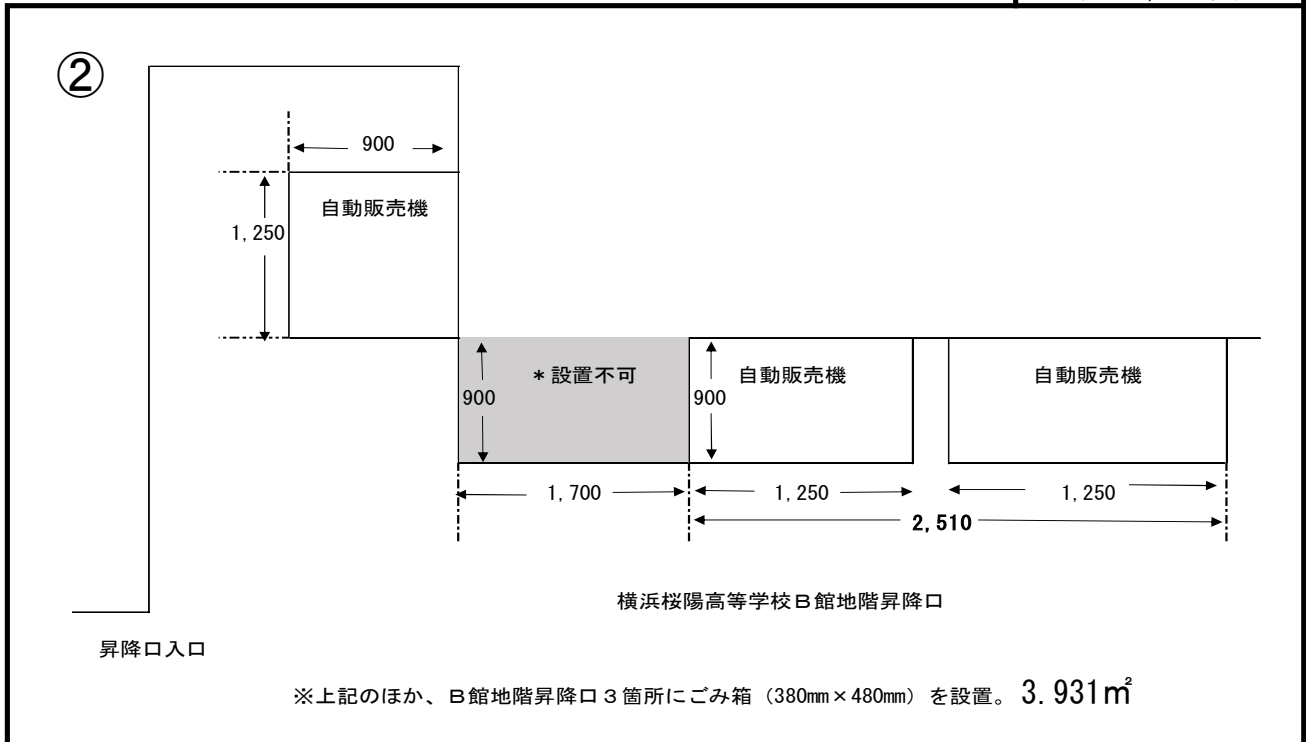 ②
900
自動販売機
1,250
*設置不可
自動販売機
自動販売機
900
900
1,700
1,250
1,250
2,510
横浜桜陽高等学校B館地階昇降口
昇降口入口
※上記のほか、B館地階昇降口3箇所にごみ箱(380mm×480mm)を設置。3.931㎡